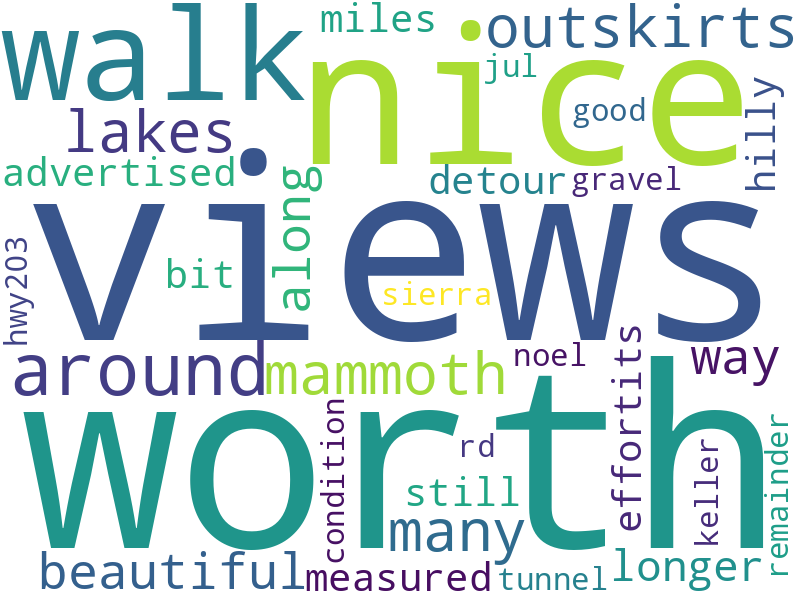 miles
outskirts
walk
nice
jul
good
hilly
lakes
advertised
along
detour
gravel
views
hwy203
bit
sierra
around
mammoth
noel
way
effortits
worth
condition
rd
keller
remainder
still
many
beautiful
measured
tunnel
longer